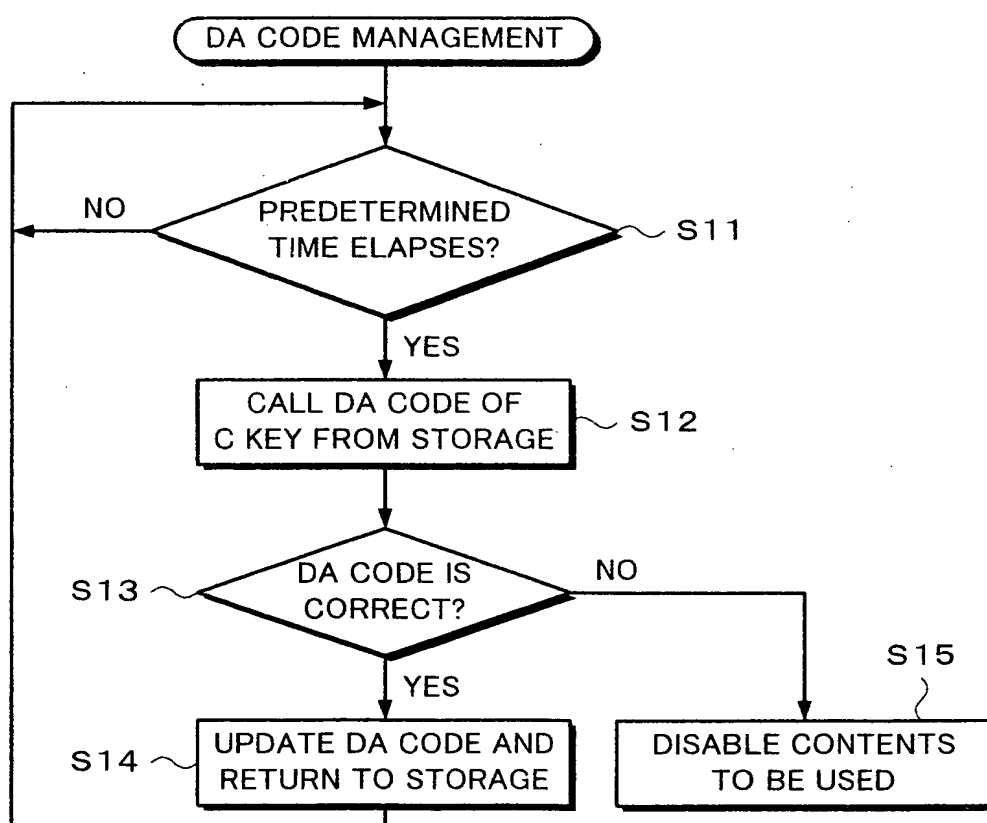 DA CODE MANAGEMENT
NO
PREDETERMINED
TIME ELAPSES?
S11
YES
CALL DA CODE OF
C KEY FROM STORAGE
S12
S13
DA CODE IS
CORRECT?
NO
YES
S15
S14
UPDATE DA CODE AND
RETURN TO STORAGE
DISABLE CONTENTS
TO BE USED